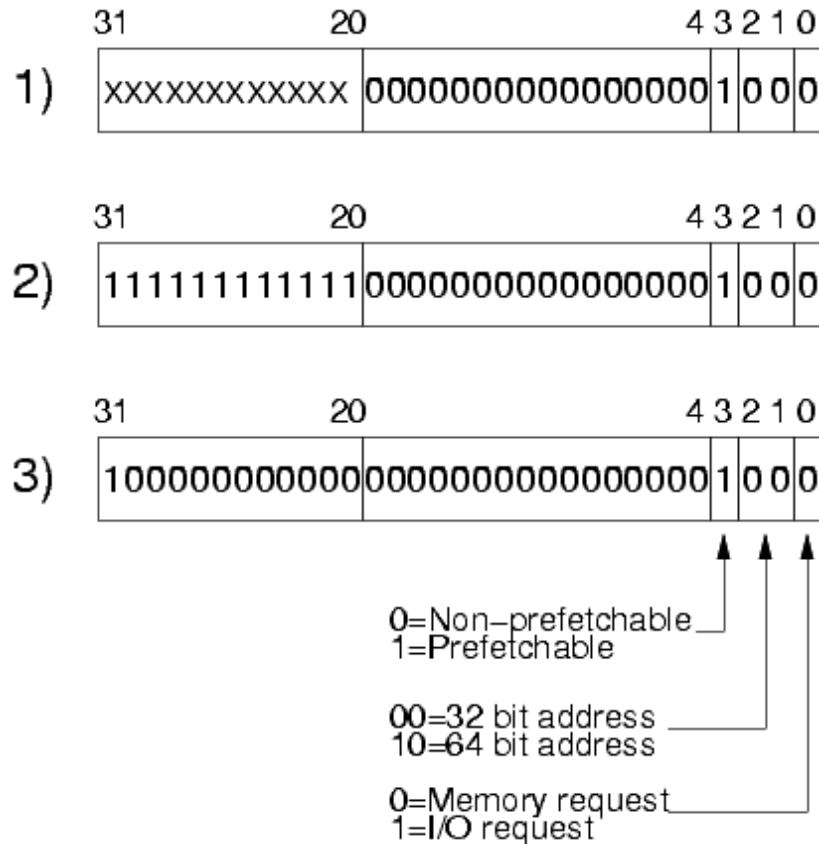 31 20 4 3 2 1 0
1) xxxxxxxxxxxx 0000000000000000 1 0 0 0
31 20 4 3 2 1 0
2) 111111111111 0000000000000000 1 0 0 0
31 20 4 3 2 1 0
3) 100000000000 0000000000000000 1 0 0 0
0=Non-prefetchable
1=Prefetchable
00=32 bit address
10=64 bit address
0=Memory request
1=I/O request